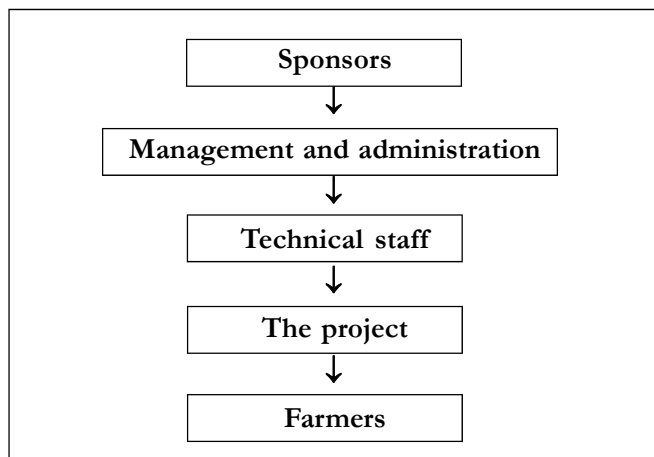 Sponsors
Management and administration
Technical staff
The project
Farmers